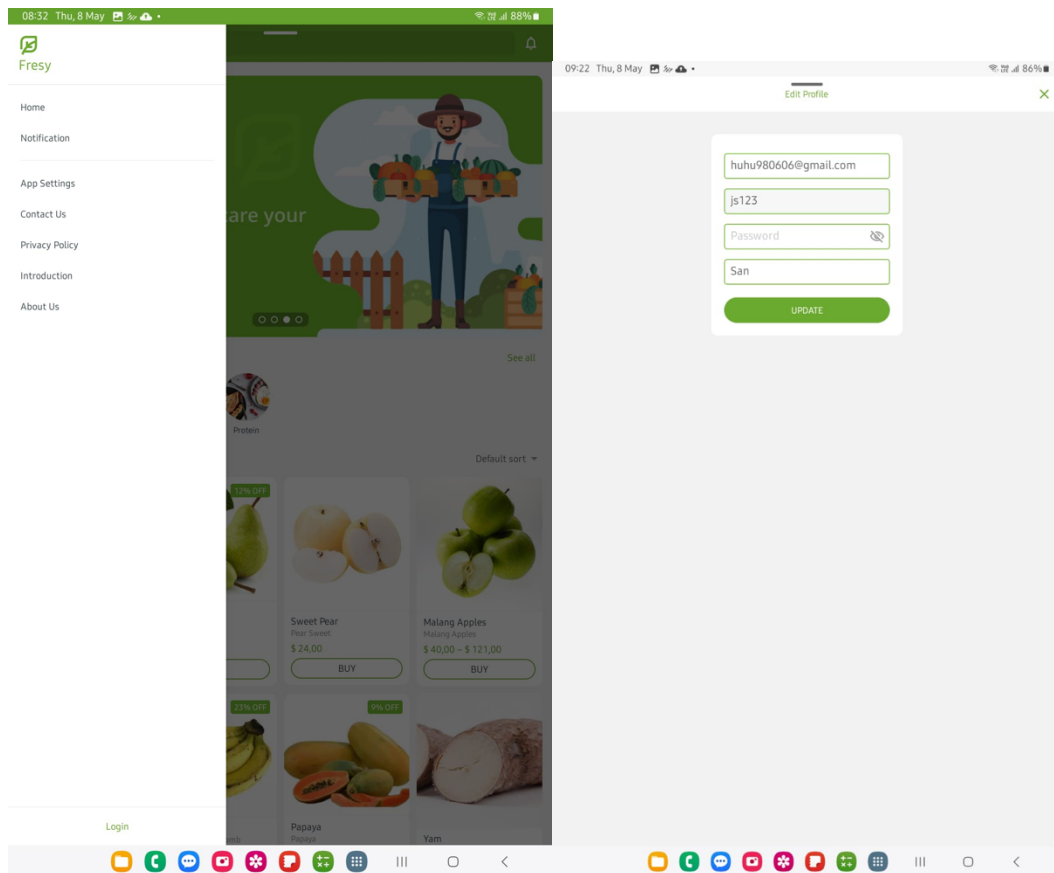 08:32 Thu, 8 May
88%
Fresy
Home
Notification
App Settings
Contact Us
Privacy Policy
Introduction
About Us
Login
are your
See all
Protein
Default sort
12% OFF
Sweet Pear
Pear Sweet
$ 24,00
BUY
Malang Apples
Malang Apples
$ 40,00 – $ 121,00
BUY
23% OFF
9% OFF
Papaya
Papaya
Yam
09:22 Thu, 8 May
86%
Edit Profile
huhu980606@gmail.com
js123
Password
San
UPDATE